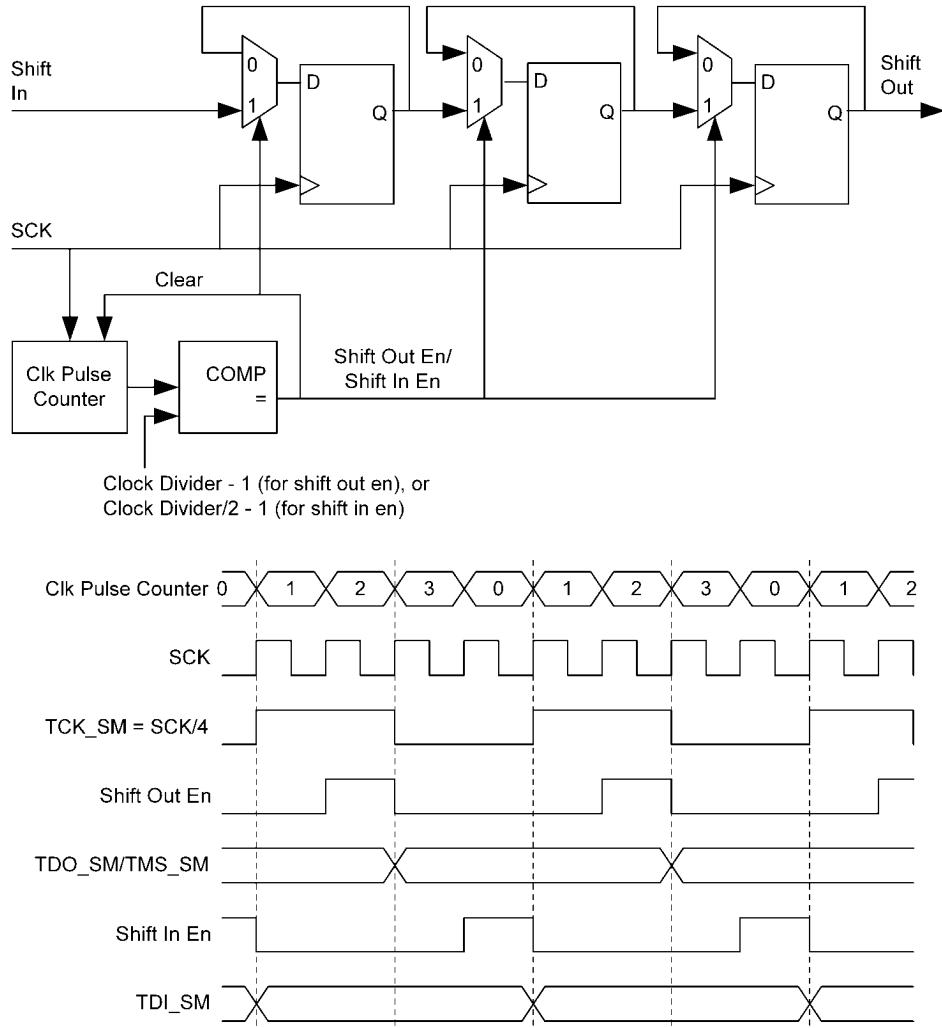 0
1
D
Q
0
1
D
Q
0
1
D
Q
Shift
In
Shift
Out
SCK
Clear
Clk Pulse
Counter
COMP
=
Shift Out En/
Shift In En
Clock Divider - 1 (for shift out en), or
Clock Divider/2 - 1 (for shift in en)
Clk Pulse Counter 0 1 2 3 0 1 2 3 0 1 2
SCK
TCK_SM = SCK/4
Shift Out En
TDO_SM/TMS_SM
Shift In En
TDI_SM